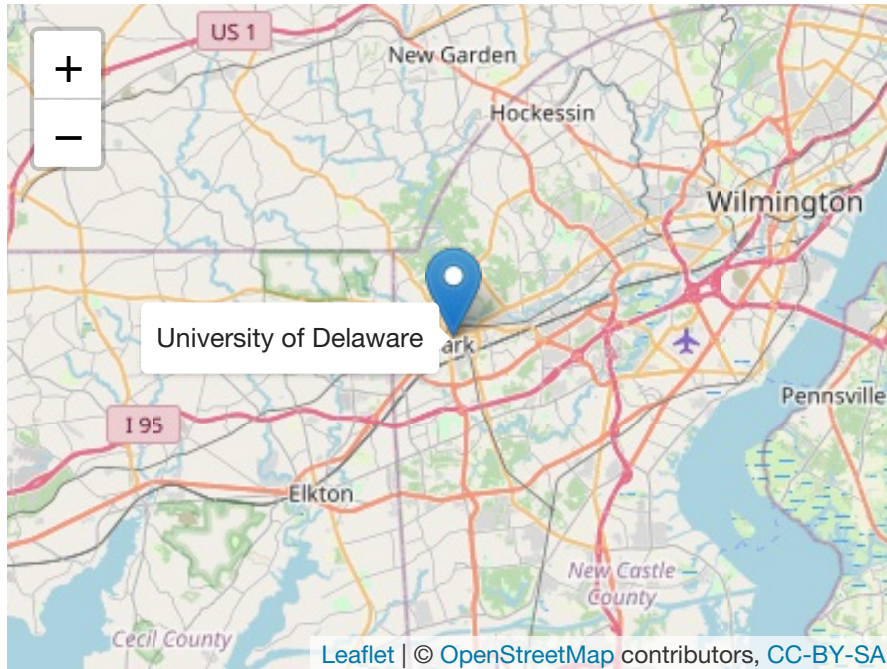 +
−
US 1
New Garden
Hockessin
Wilmington
University of Delaware
ark
Pennsville
I 95
Elkton
New Castle
County
Cecil County
Leaflet | © OpenStreetMap contributors, CC-BY-SA